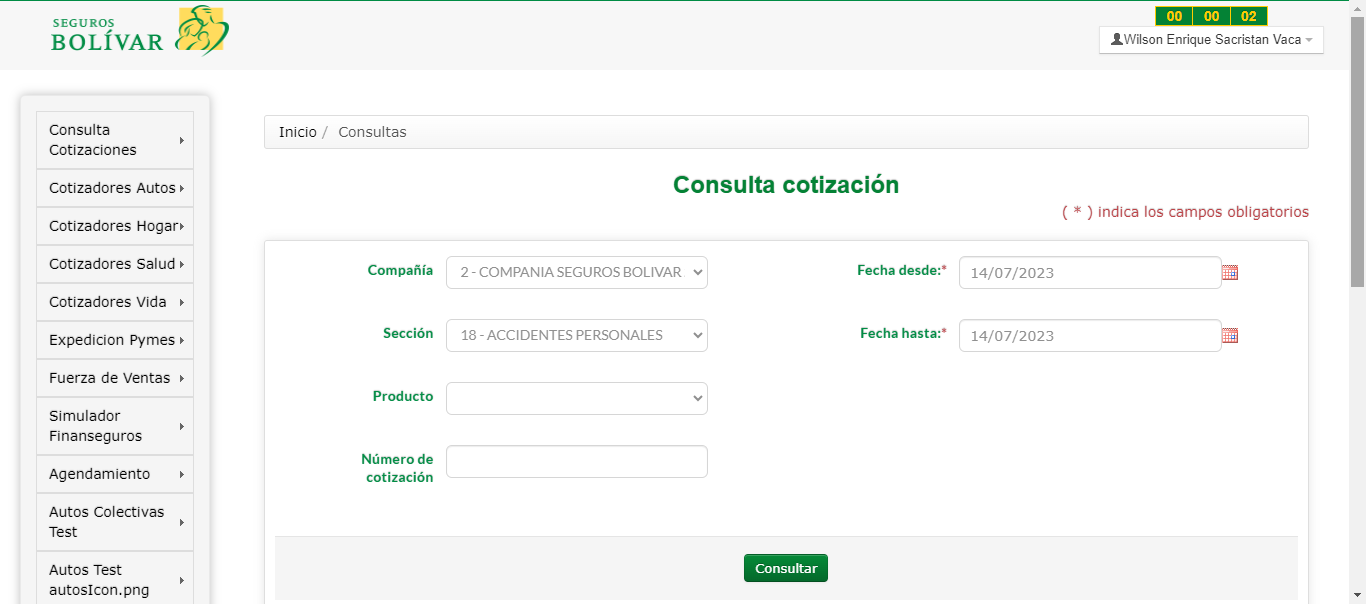 SEGUROS
BOLÍVAR
00 00 02
Wilson Enrique Sacristan Vaca
Consulta
Cotizaciones
Cotizadores Autos
Cotizadores Hogar
Cotizadores Salud
Cotizadores Vida
Expedicion Pymes
Fuerza de Ventas
Simulador
Finanseguros
Agendamiento
Autos Colectivas
Test
Autos Test
autosIcon.png
Inicio / Consultas
Consulta cotización
( * ) indica los campos obligatorios
Compañía 2 - COMPANIA SEGUROS BOLIVAR
Fecha desde:* 14/07/2023
Sección 18 - ACCIDENTES PERSONALES
Fecha hasta:* 14/07/2023
Producto
Número de
cotización
Consultar